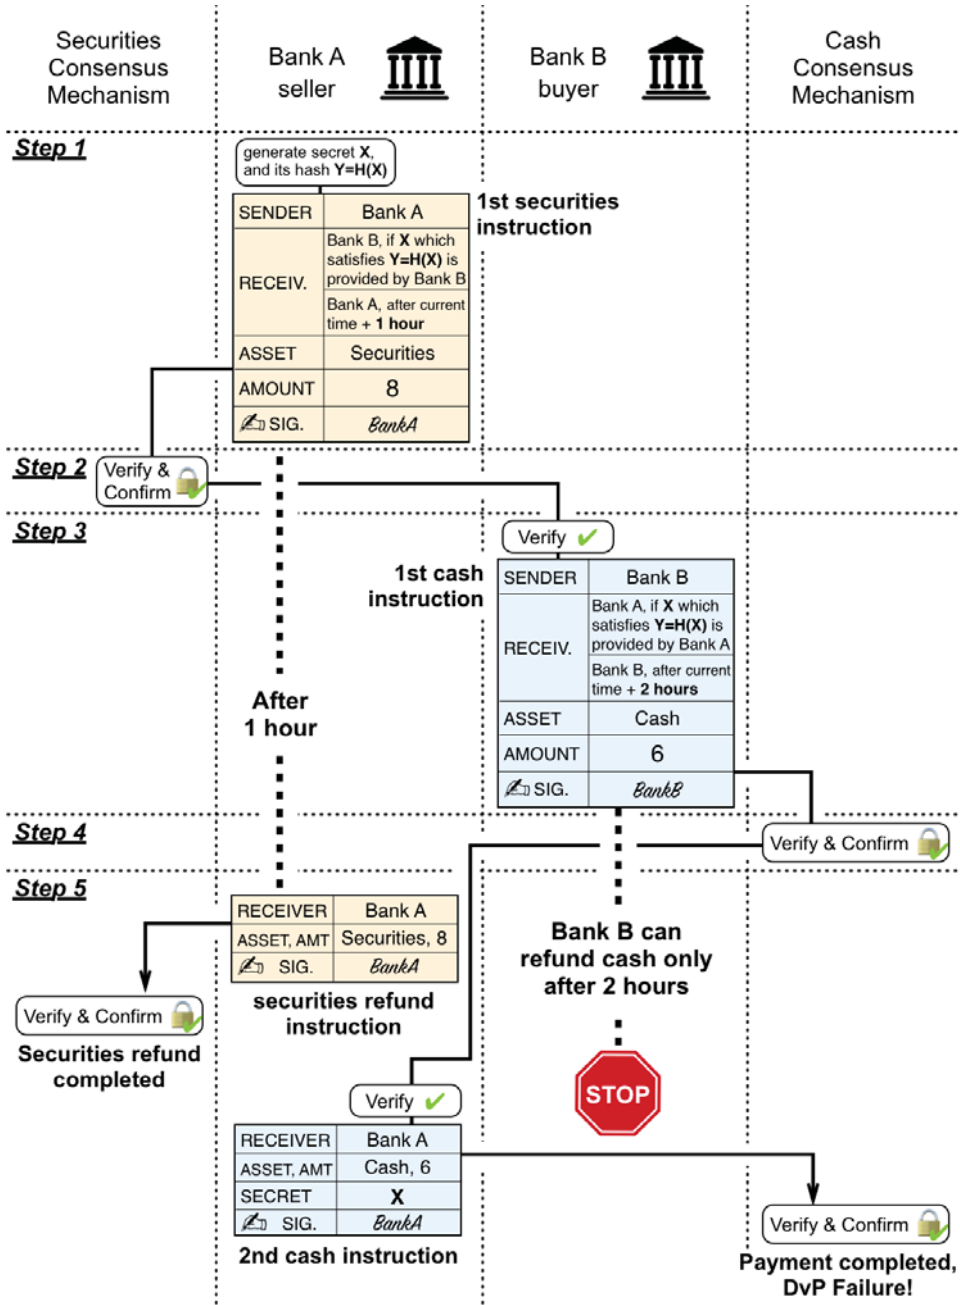 Securities
Consensus
Mechanism
Bank A
seller
Bank B
buyer
Cash
Consensus
Mechanism
Step 1
generate secret X,
and its hash Y=H(X)
1st securities
instruction
SENDER
Bank A
RECEIV.
Bank B, if X which
satisfies Y=H(X) is
provided by Bank B
Bank A, after current
time + 1 hour
ASSET
Securities
AMOUNT
8
SIG.
BankA
Step 2
Verify &
Confirm
Step 3
Verify
1st cash
instruction
SENDER
Bank B
RECEIV.
Bank A, if X which
satisfies Y=H(X) is
provided by Bank A
Bank B, after current
time + 2 hours
ASSET
Cash
AMOUNT
6
SIG.
BankB
After
1 hour
Step 4
Verify & Confirm
Step 5
RECEIVER
Bank A
ASSET, AMT
Securities, 8
SIG.
BankA
securities refund
instruction
Verify & Confirm
Securities refund
completed
Bank B can
refund cash only
after 2 hours
STOP
Verify
RECEIVER
Bank A
ASSET, AMT
Cash, 6
SECRET
X
SIG.
BankA
2nd cash instruction
Verify & Confirm
Payment completed,
DvP Failure!